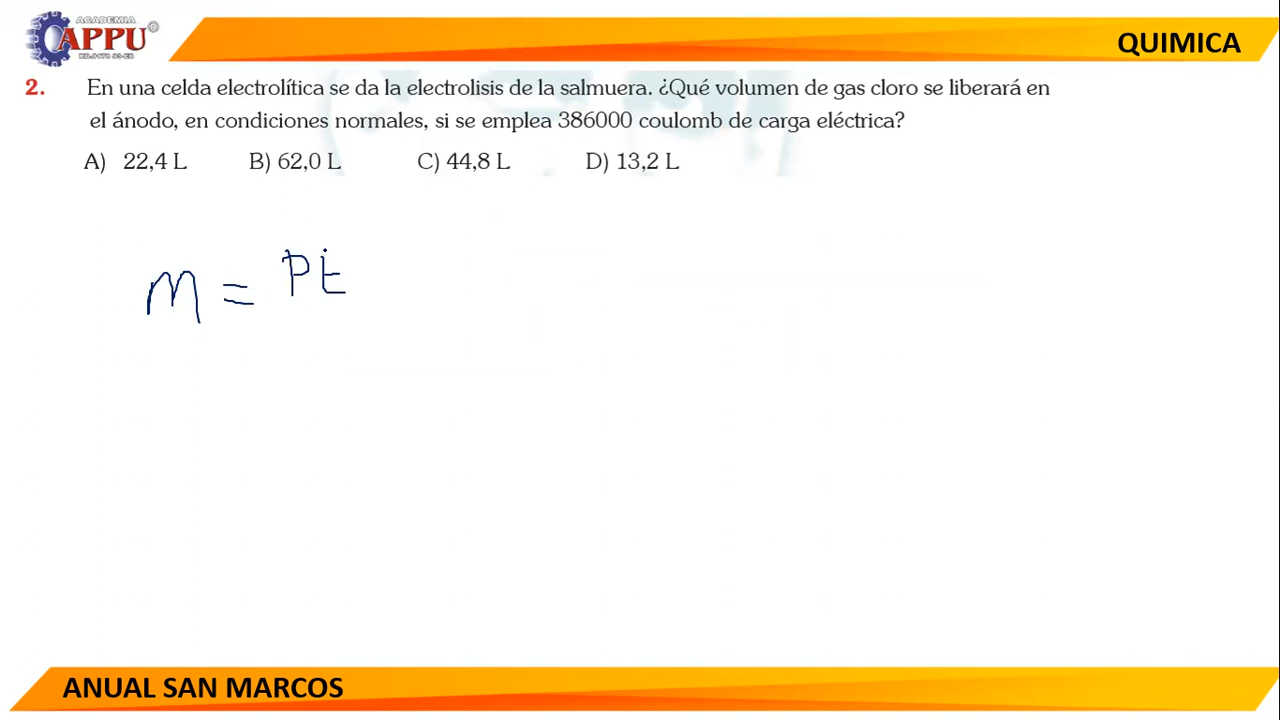 ACADEMIA
APPU
QUIMICA
2. En una celda electrolítica se da la electrolisis de la salmuera. ¿Qué volumen de gas cloro se liberará en
el ánodo, en condiciones normales, si se emplea 386000 coulomb de carga eléctrica?
A) 22,4 L B) 62,0 L C) 44,8 L D) 13,2 L
m = Pt
ANUAL SAN MARCOS